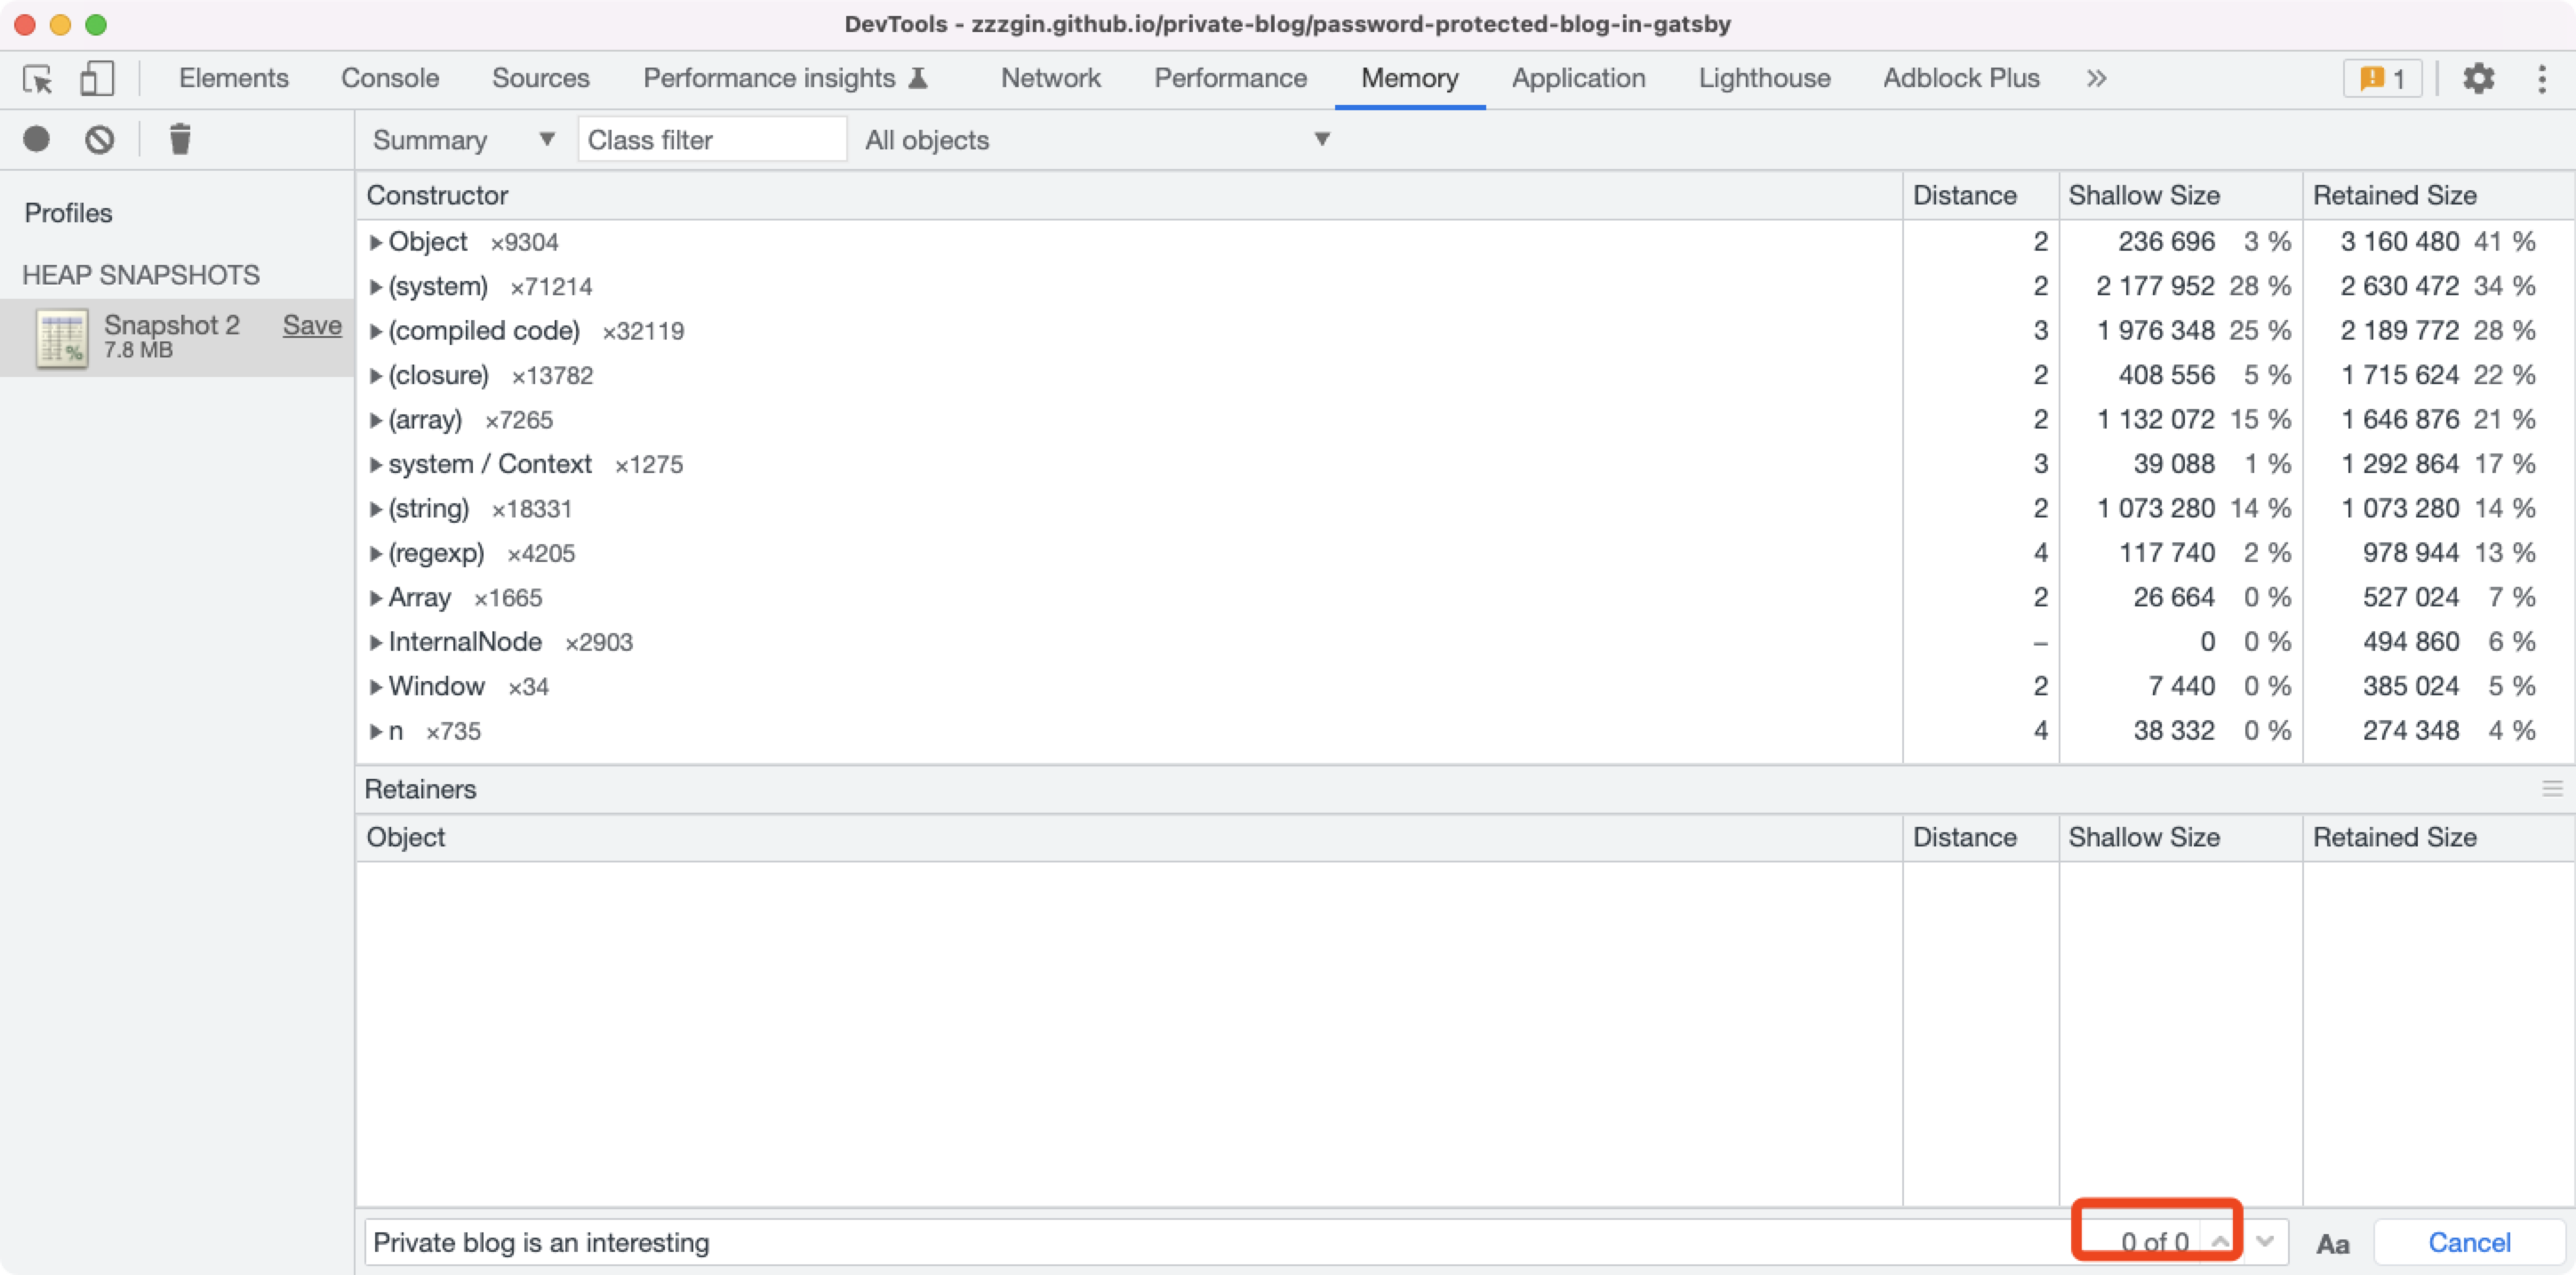 DevTools - zzzgin.github.io/private-blog/password-protected-blog-in-gatsby
Elements Console Sources Performance insights Network Performance Memory Application Lighthouse Adblock Plus » 1
Summary Class filter All objects
Profiles
HEAP SNAPSHOTS
Snapshot 2 Save
7.8 MB
Constructor Distance Shallow Size Retained Size
Object ×9304 2 236 696 3 % 3 160 480 41 %
(system) ×71214 2 2 177 952 28 % 2 630 472 34 %
(compiled code) ×32119 3 1 976 348 25 % 2 189 772 28 %
(closure) ×13782 2 408 556 5 % 1 715 624 22 %
(array) ×7265 2 1 132 072 15 % 1 646 876 21 %
system / Context ×1275 3 39 088 1 % 1 292 864 17 %
(string) ×18331 2 1 073 280 14 % 1 073 280 14 %
(regexp) ×4205 4 117 740 2 % 978 944 13 %
Array ×1665 2 26 664 0 % 527 024 7 %
InternalNode ×2903 – 0 0 % 494 860 6 %
Window ×34 2 7 440 0 % 385 024 5 %
n ×735 4 38 332 0 % 274 348 4 %
Retainers
Object Distance Shallow Size Retained Size
Private blog is an interesting 0 of 0 Aa Cancel